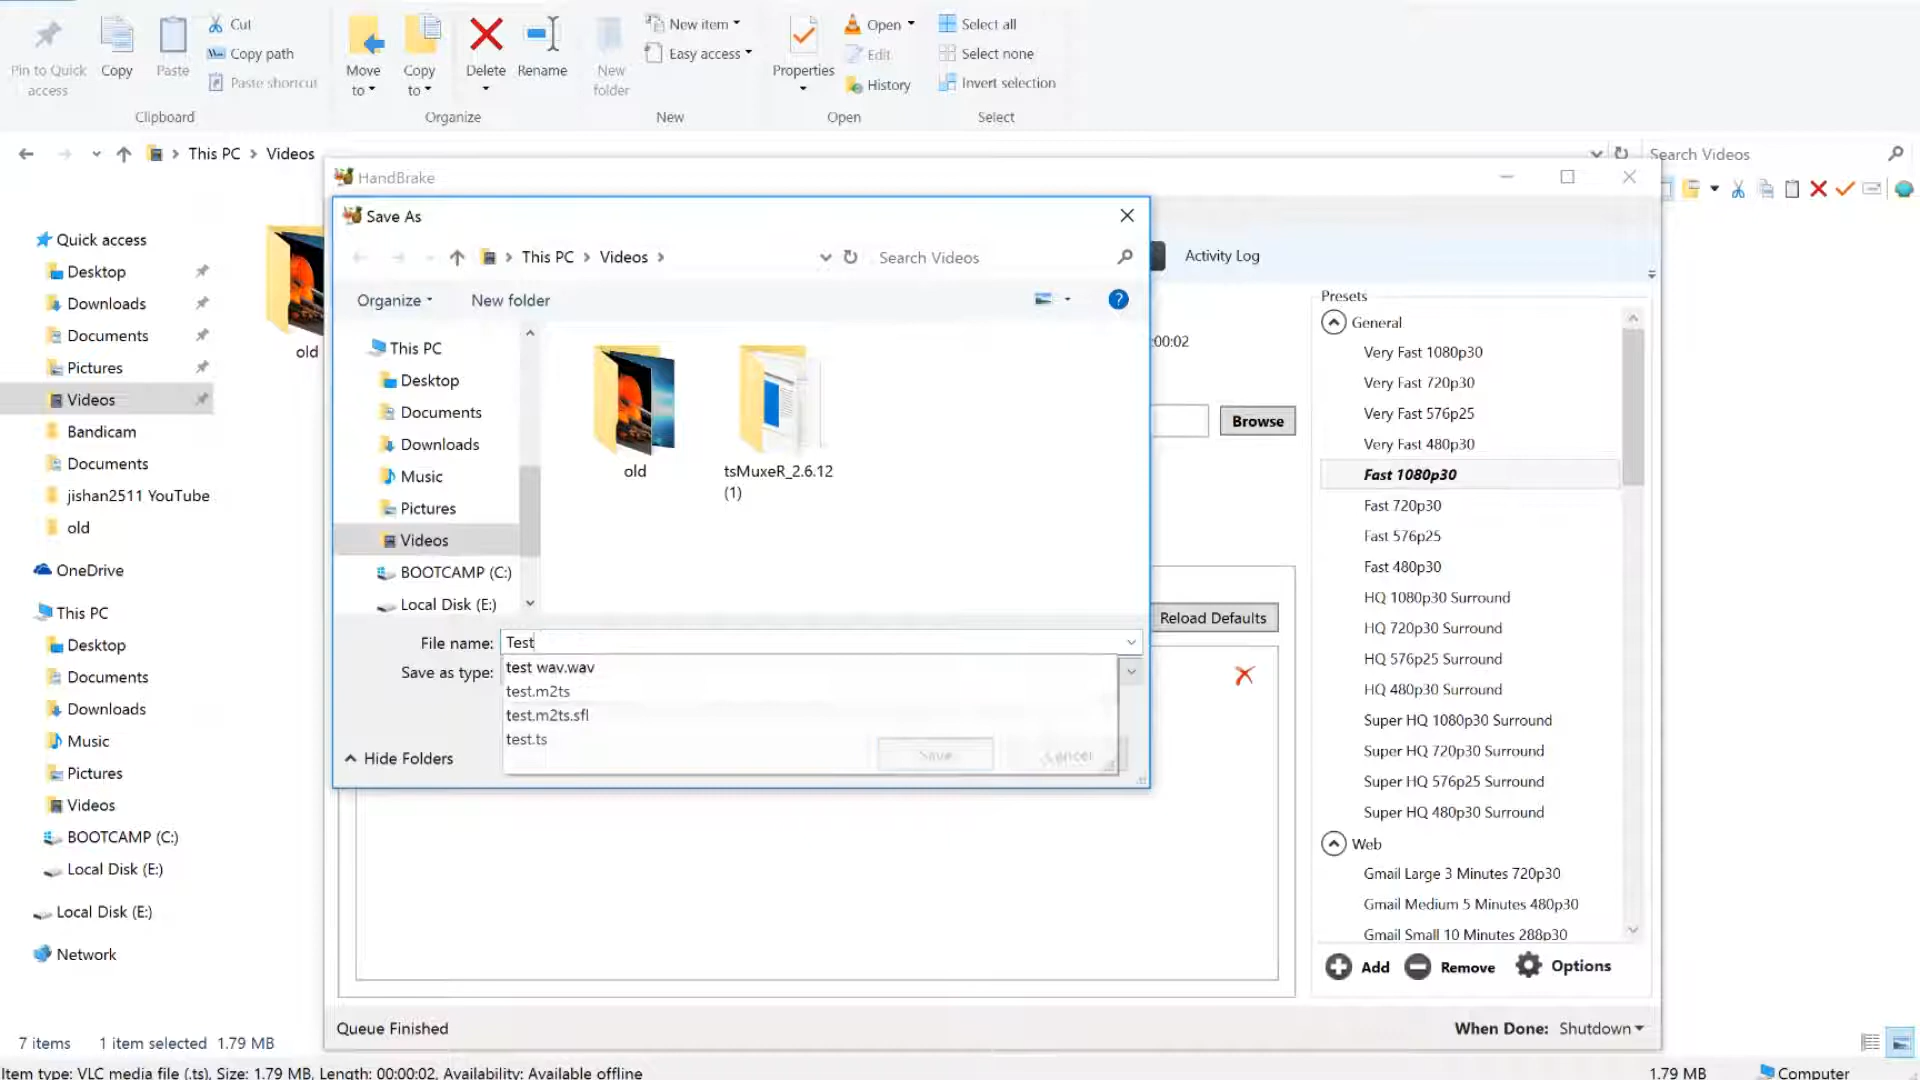 Pin to Quick access
Copy
Paste
Cut
Copy path
Paste shortcut
Clipboard
Move to
Copy to
Delete
Rename
Organize
New folder
New item
Easy access
New
Properties
Open
Edit
History
Open
Select all
Select none
Invert selection
Select
This PC
Videos
Search Videos
Quick access
Desktop
Downloads
Documents
Pictures
Videos
Bandicam
Documents
jishan2511 YouTube
old
OneDrive
This PC
Desktop
Documents
Downloads
Music
Pictures
Videos
BOOTCAMP (C:)
Local Disk (E:)
Local Disk (E:)
Network
old
HandBrake
Save As
This PC
Videos
Search Videos
Organize
New folder
This PC
Desktop
Documents
Downloads
Music
Pictures
Videos
BOOTCAMP (C:)
Local Disk (E:)
old
tsMuxeR_2.6.12
(1)
File name: Test
Save as type:
test wav.wav
test.m2ts
test.m2ts.sfl
test.ts
Hide Folders
Save
Cancel
Activity Log
:00:02
Browse
Reload Defaults
Presets
General
Very Fast 1080p30
Very Fast 720p30
Very Fast 576p25
Very Fast 480p30
Fast 1080p30
Fast 720p30
Fast 576p25
Fast 480p30
HQ 1080p30 Surround
HQ 720p30 Surround
HQ 576p25 Surround
HQ 480p30 Surround
Super HQ 1080p30 Surround
Super HQ 720p30 Surround
Super HQ 576p25 Surround
Super HQ 480p30 Surround
Web
Gmail Large 3 Minutes 720p30
Gmail Medium 5 Minutes 480p30
Gmail Small 10 Minutes 288p30
Add
Remove
Options
Queue Finished
When Done: Shutdown
7 items
1 item selected 1.79 MB
Item type: VLC media file (.ts), Size: 1.79 MB, Length: 00:00:02, Availability: Available offline
1.79 MB
Computer